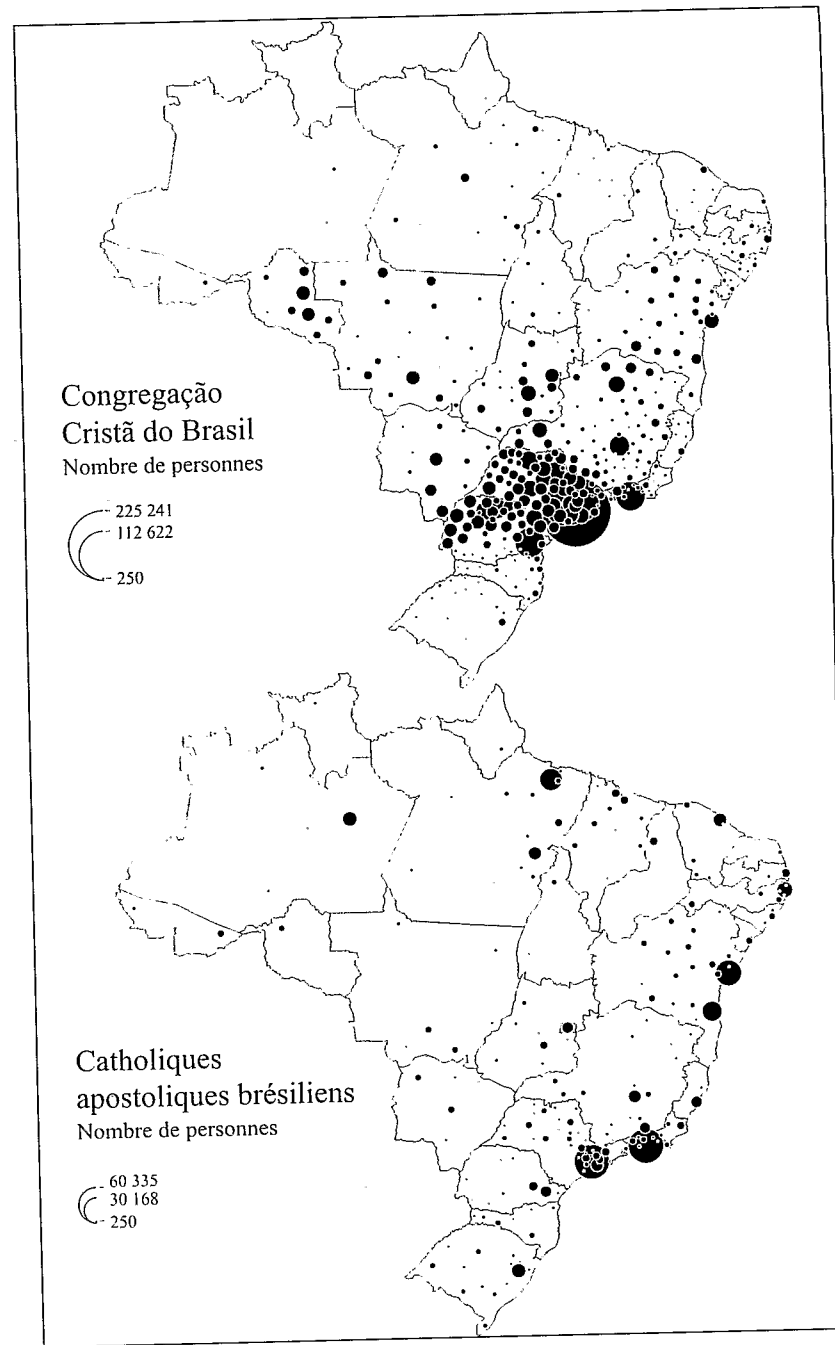 Congregação
Cristã do Brasil
Nombre de personnes
225 241
112 622
250
Catholiques
apostoliques brésiliens
Nombre de personnes
60 335
30 168
250